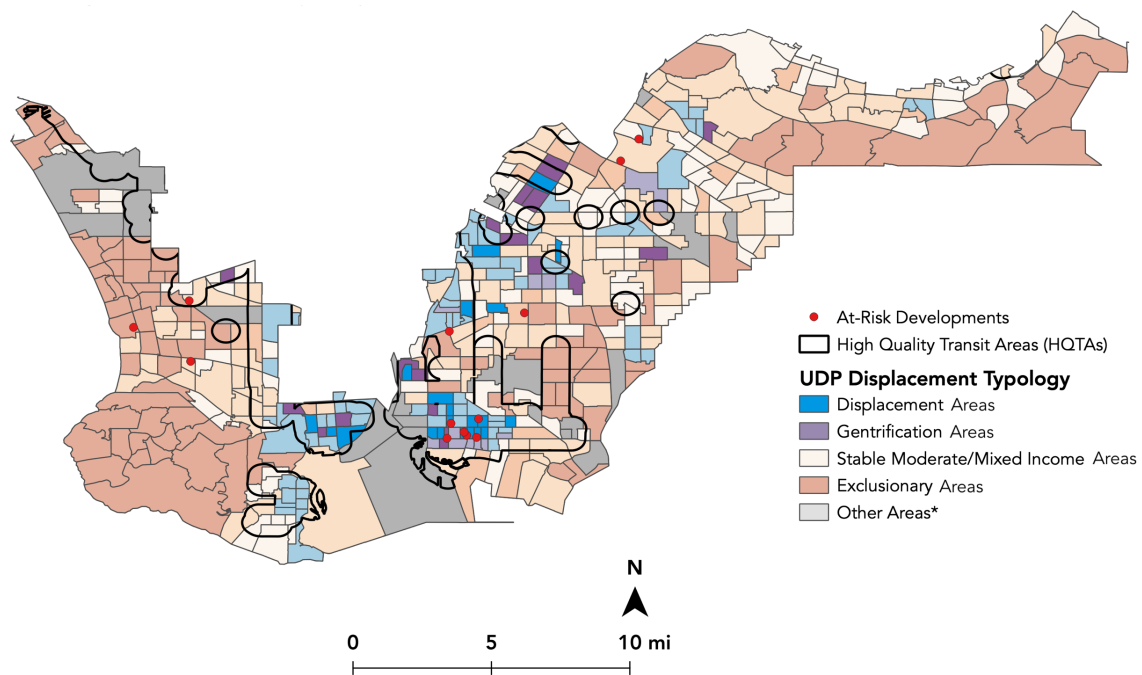 At-Risk Developments
High Quality Transit Areas (HQTAs)
UDP Displacement Typology
Displacement Areas
Gentrification Areas
Stable Moderate/Mixed Income Areas
Exclusionary Areas
Other Areas*
N
0 5 10 mi